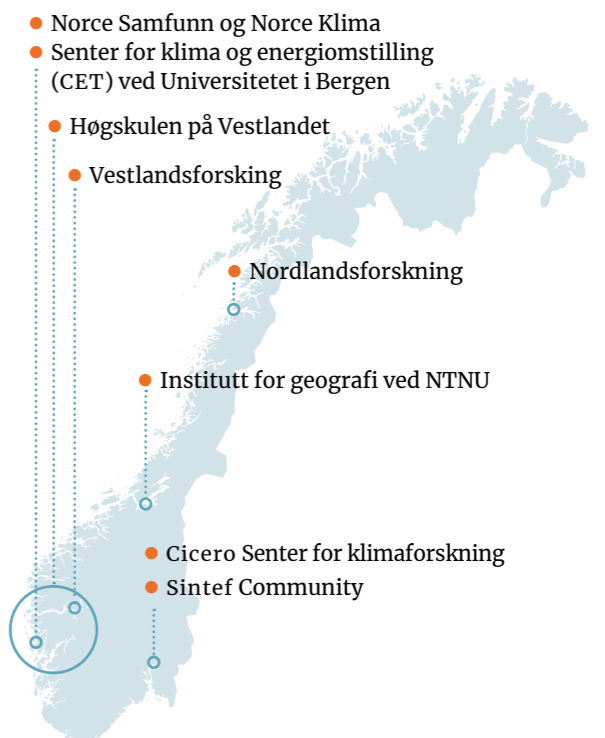 Norce Samfunn og Norce Klima
Senter for klima og energiomstilling
(CET) ved Universitetet i Bergen
Høgskulen på Vestlandet
Vestlandsforsking
Nordlandsforskning
Institutt for geografi ved NTNU
Cicero Senter for klimaforskning
Sintef Community